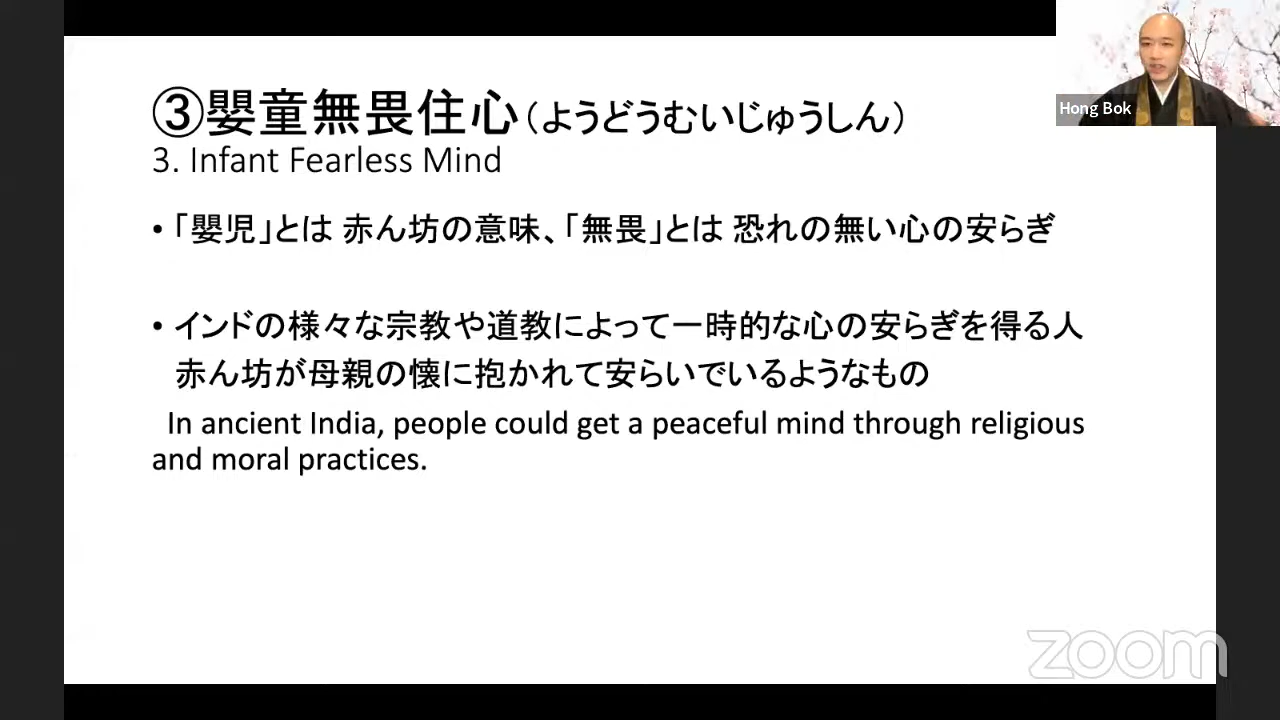 ③嬰童無畏住心(ようどうむいじゅうしん)
3. Infant Fearless Mind
• 「嬰児」とは 赤ん坊の意味、「無畏」とは 恐れの無い心の安らぎ
• インドの様々な宗教や道教によって一時的な心の安らぎを得る人
赤ん坊が母親の懐に抱かれて安らいでいるようなもの
In ancient India, people could get a peaceful mind through religious
and moral practices.
Hong Bok
zoom